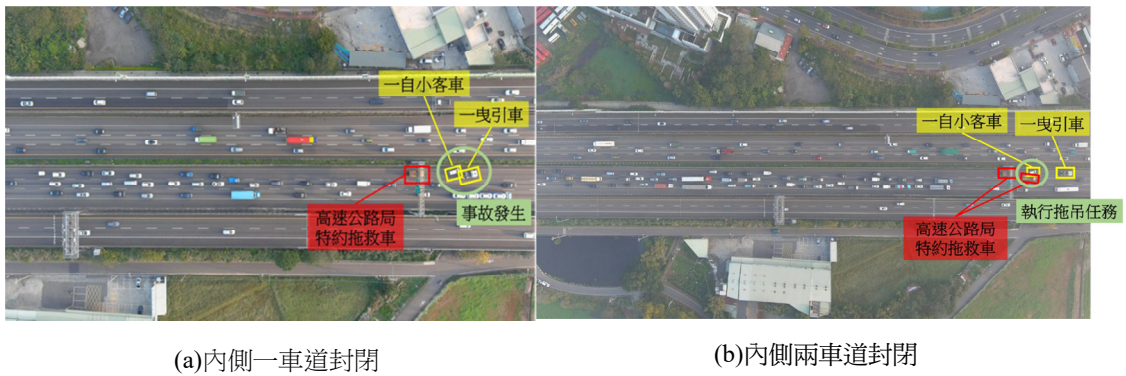 一自小客車
一曳引車
事故發生
高速公路局
特約拖救車
(a)內側一車道封閉
一自小客車
一曳引車
執行拖吊任務
高速公路局
特約拖救車
(b)內側兩車道封閉